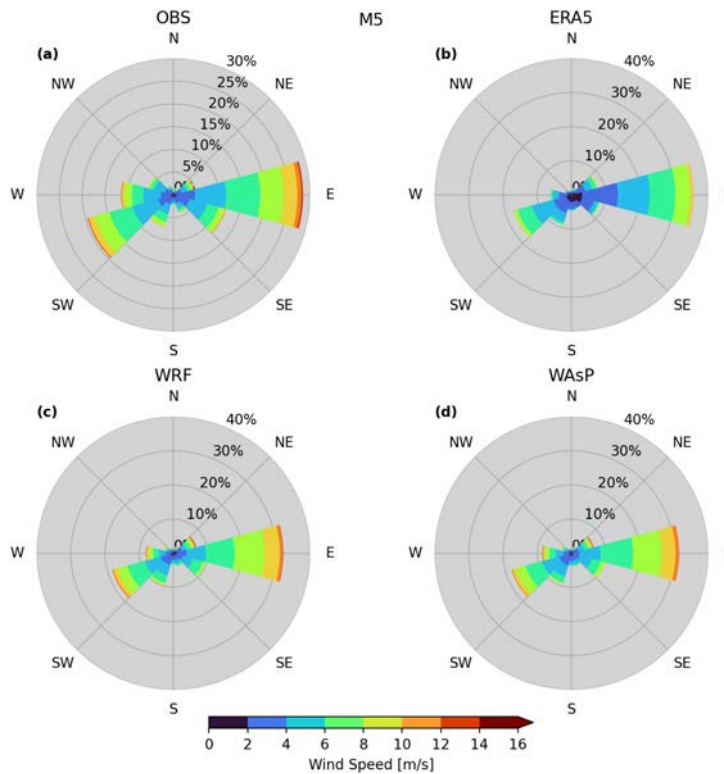 OBS M5 ERA5
(a) N 30% (b) N 40%
NW 25% NE NW 30% NE
20%
15% 20%
10%
5% 10%
0%
W E W
SW SE SW SE
S S
WRF WAsP
(c) N 40% (d) N 40%
NW 30% NE NW 30% NE
20% 20%
10% 10%
W E W
SW SE SW SE
S S
0 2 4 6 8 10 12 14 16
Wind Speed [m/s]